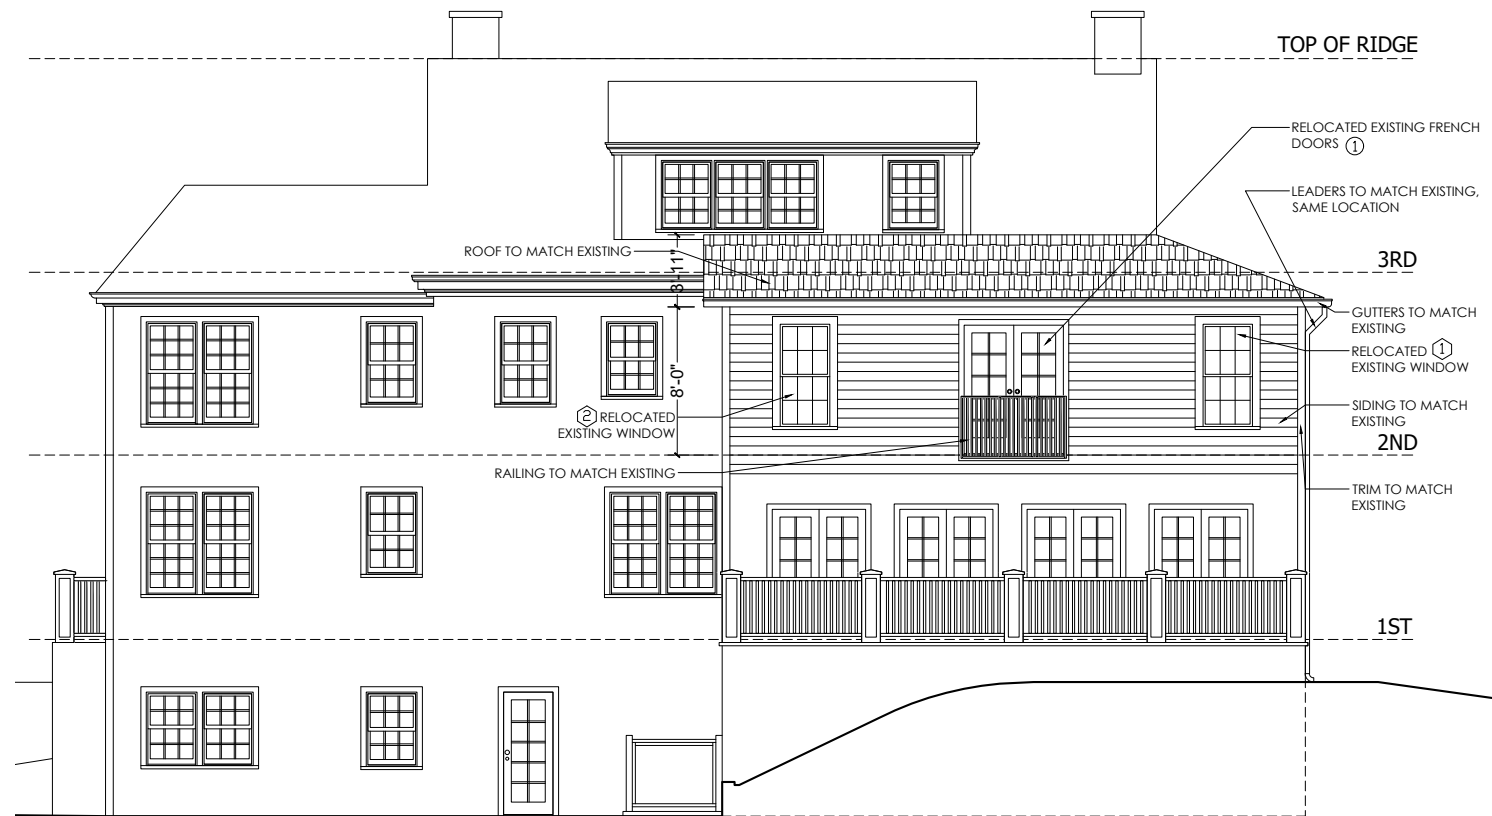 TOP OF RIDGE
RELOCATED EXISTING FRENCH
DOORS 1
LEADERS TO MATCH EXISTING,
SAME LOCATION
ROOF TO MATCH EXISTING
3'-11"
3RD
GUTTERS TO MATCH
EXISTING
RELOCATED 1
EXISTING WINDOW
8'-0"
2 RELOCATED
EXISTING WINDOW
SIDING TO MATCH
EXISTING
2ND
RAILING TO MATCH EXISTING
TRIM TO MATCH
EXISTING
1ST